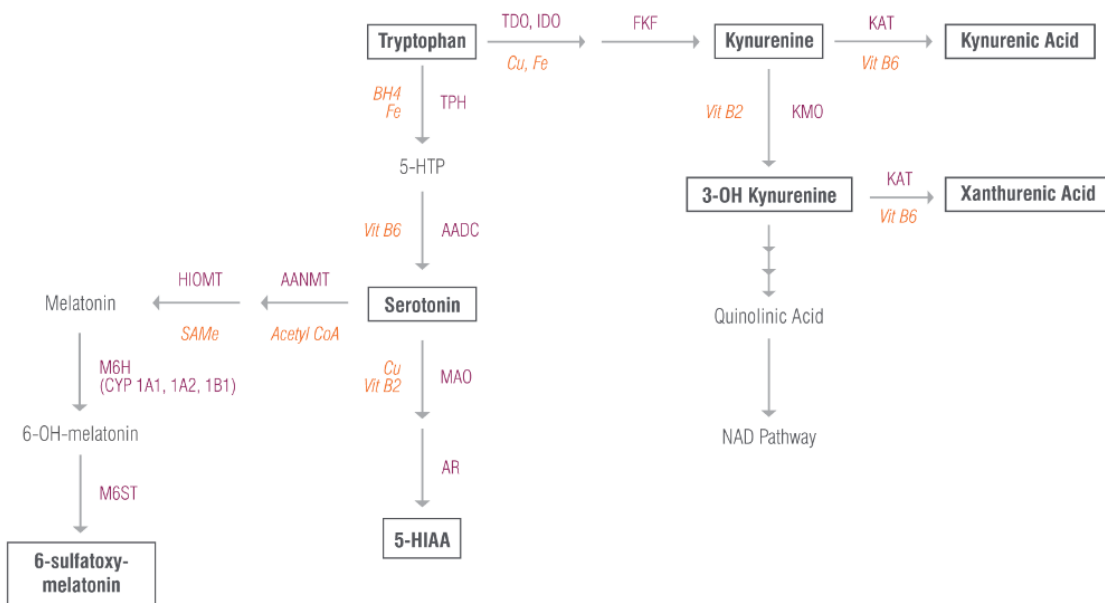 TDO, IDO
FKF
KAT
Tryptophan
Kynurenine
Kynurenic Acid
Cu, Fe
Vit B6
BH4
Fe
TPH
Vit B2
KMO
5-HTP
KAT
3-OH Kynurenine
Xanthurenic Acid
Vit B6
Vit B6
AADC
HIOMT
AANMT
Melatonin
Serotonin
SAMe
Acetyl CoA
Quinolinic Acid
M6H
(CYP 1A1, 1A2, 1B1)
Cu
Vit B2
MAO
6-OH-melatonin
NAD Pathway
AR
M6ST
5-HIAA
6-sulfatoxy-
melatonin